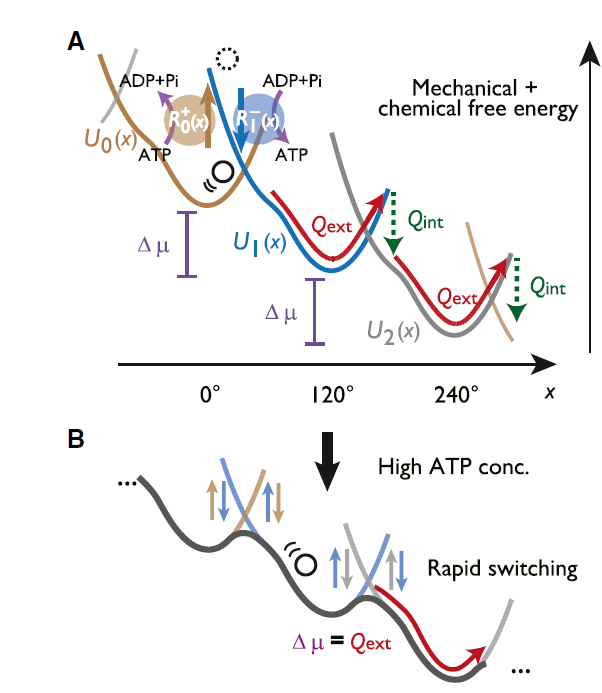 A
ADP+Pi
ADP+Pi
Mechanical +
chemical free energy
R₀⁺(x)
R₁⁻(x)
U₀(x)
ATP
ATP
Δμ
U₁(x)
Qext
Qint
Δμ
Qext
Qint
U₂(x)
0°
120°
240°
x
B
High ATP conc.
...
Rapid switching
Δμ = Qext
...